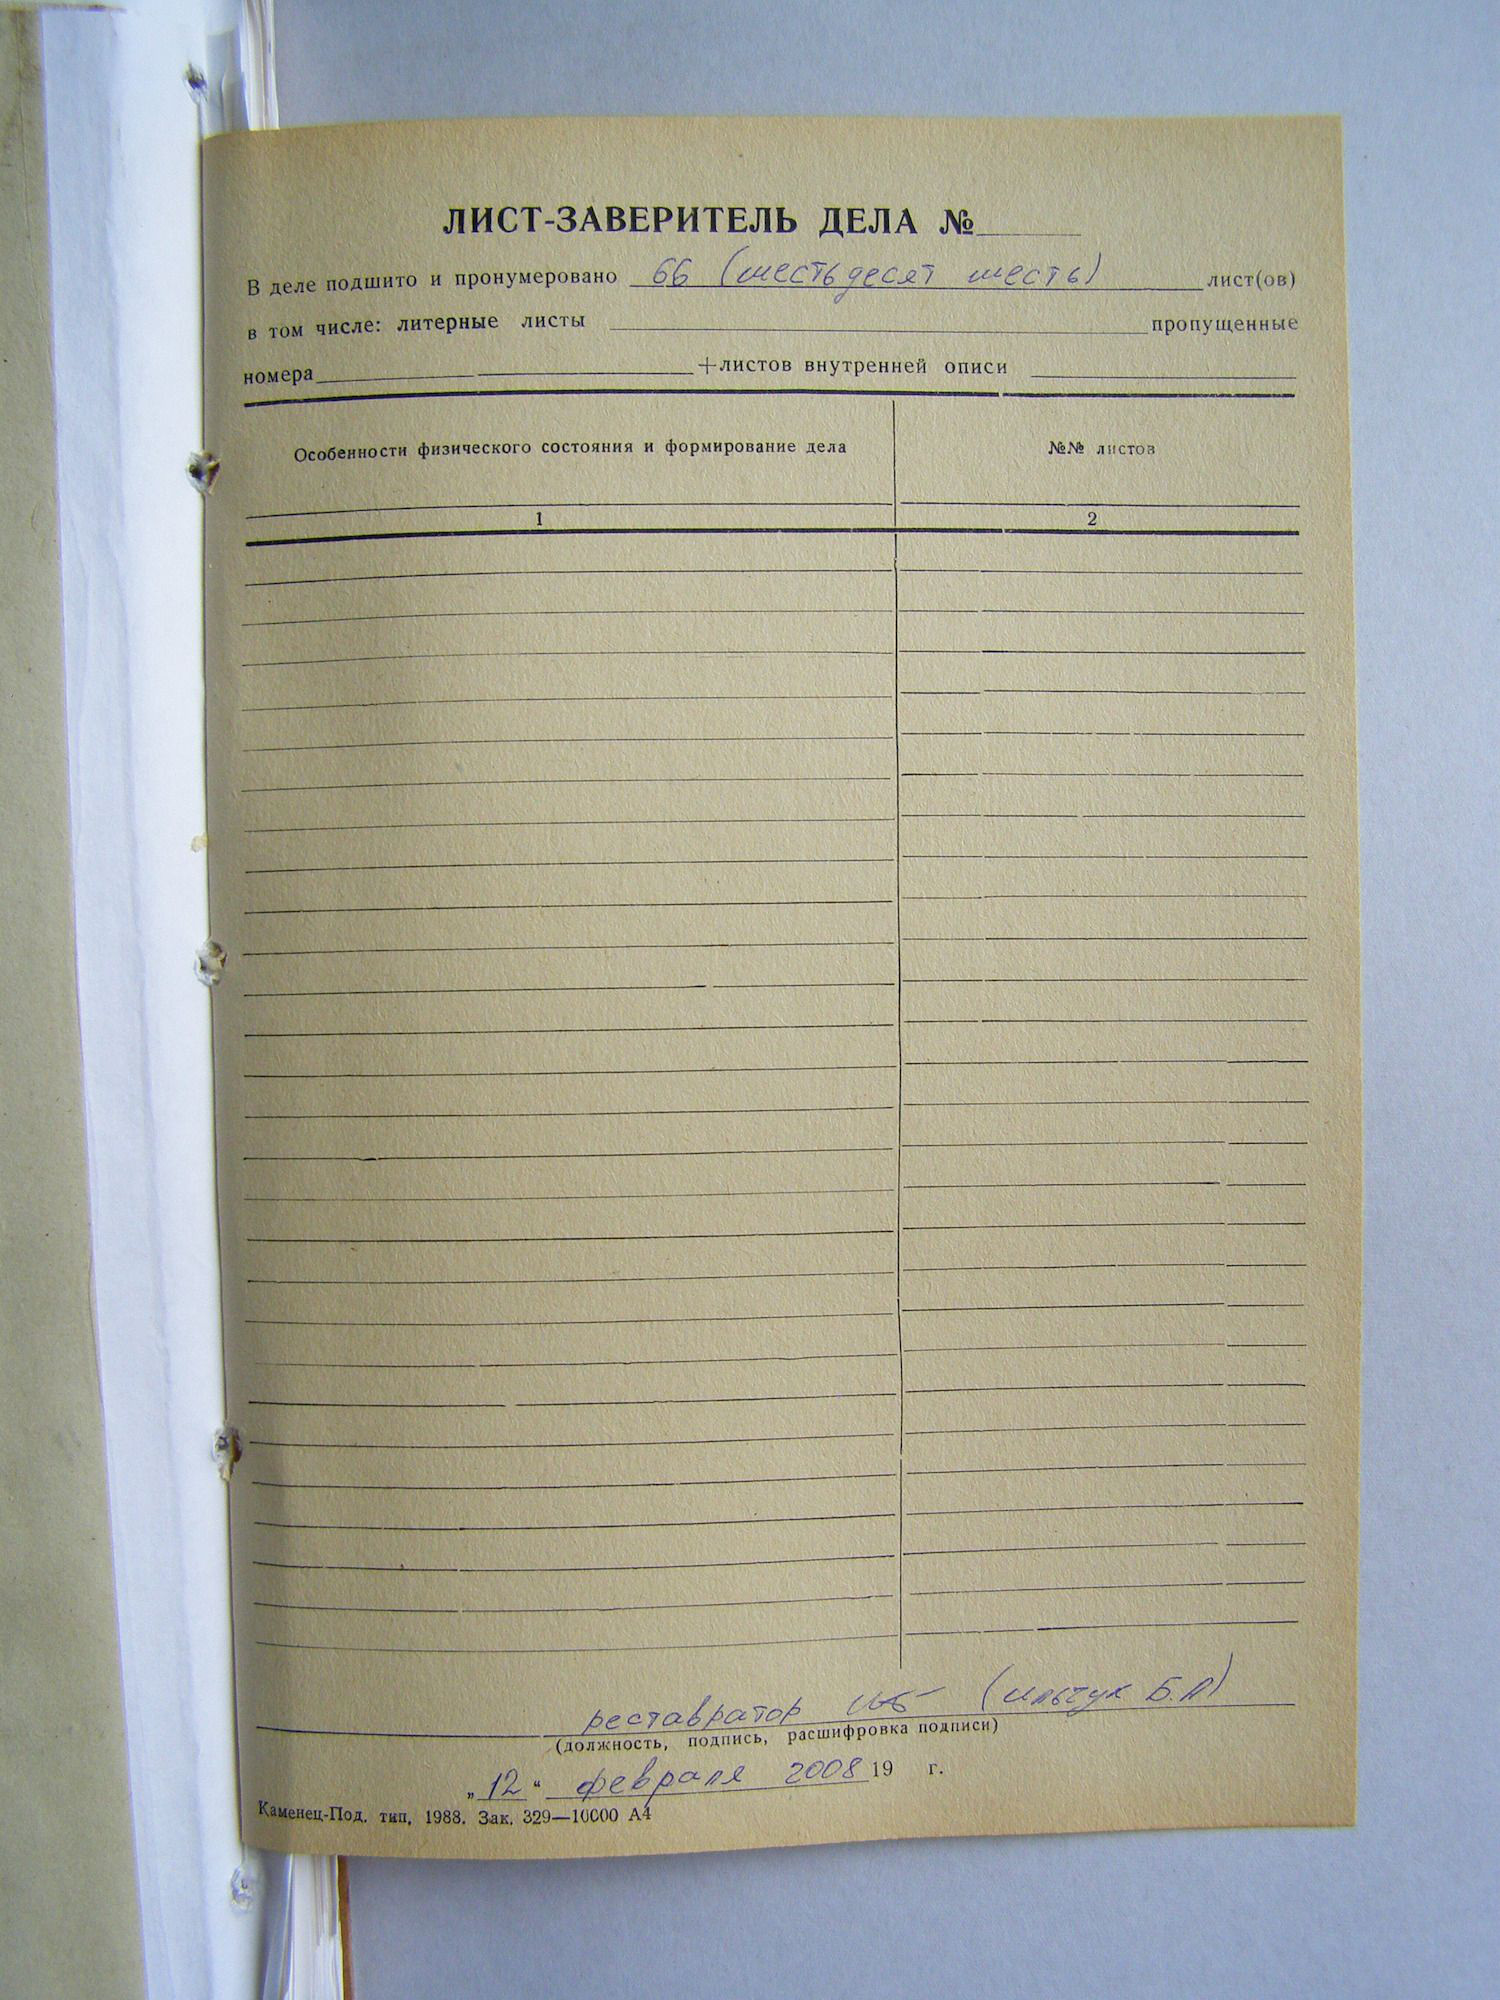 ЛИСТ-ЗАВЕРИТЕЛЬ ДЕЛА №
В деле подшито и пронумеровано 66 (шестьдесят шесть) лист(ов)
в том числе: литерные листы пропущенные
номера +листов внутренней описи
Особенности физического состояния и формирование дела №№ листов
1 2
реставратор (Ильчук Б.П)
(должность, подпись, расшифровка подписи)
„12“ февраля 2008 19 г.
Каменец-Под. тип, 1988. Зак. 329—10000 А4